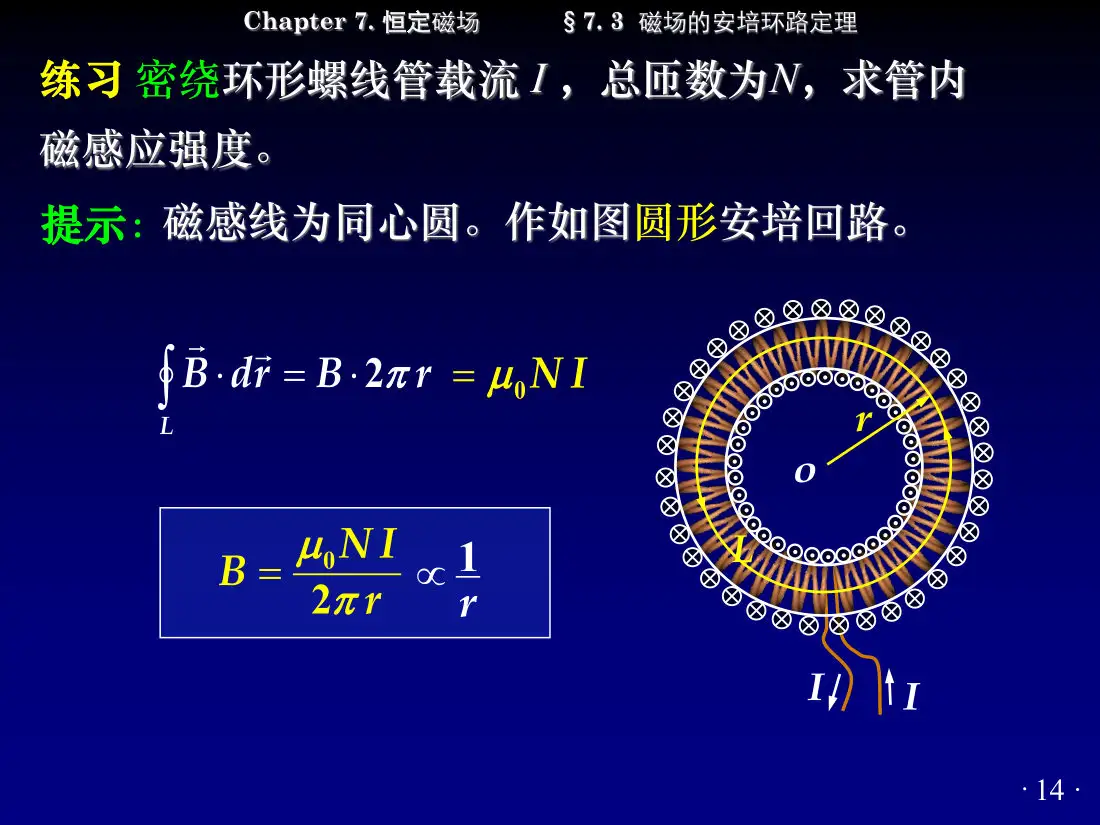 Chapter 7. 恒定磁场 §7. 3 磁场的安培环路定理
练习 密绕环形螺线管载流 I ，总匝数为N，求管内
磁感应强度。
提示：磁感线为同心圆。作如图圆形安培回路。
∮_L B⃗ · dr⃗ = B · 2π r = μ₀ N I
B = μ₀ N I / 2π r ∝ 1 / r
r
o
L
I
I
· 14 ·